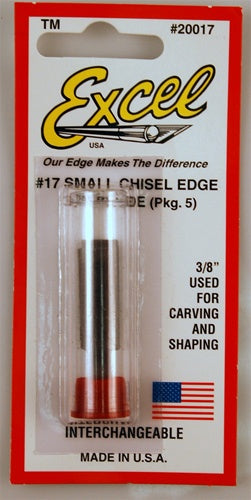 TM
#20017
Excel
USA
Our Edge Makes The Difference
#17 SMALL CHISEL EDGE
(Pkg. 5)
3/8"
USED
FOR
CARVING
AND
SHAPING
INTERCHANGEABLE
MADE IN U.S.A.